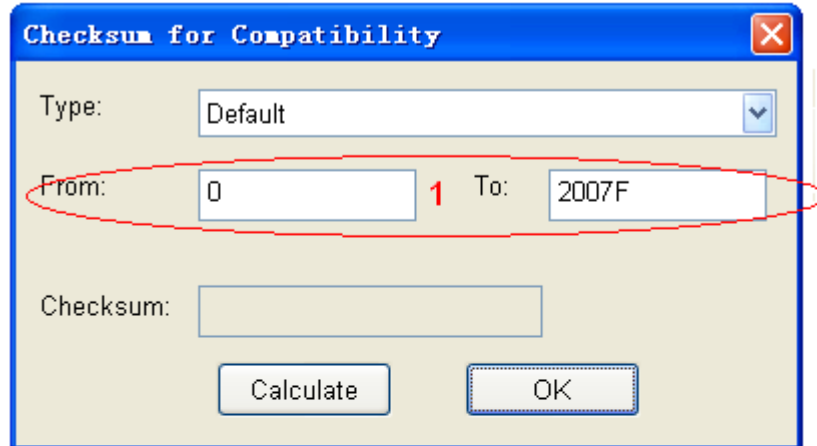 Checksum for Compatibility
Type: Default
From: 0 1 To: 2007F
Checksum:
Calculate OK